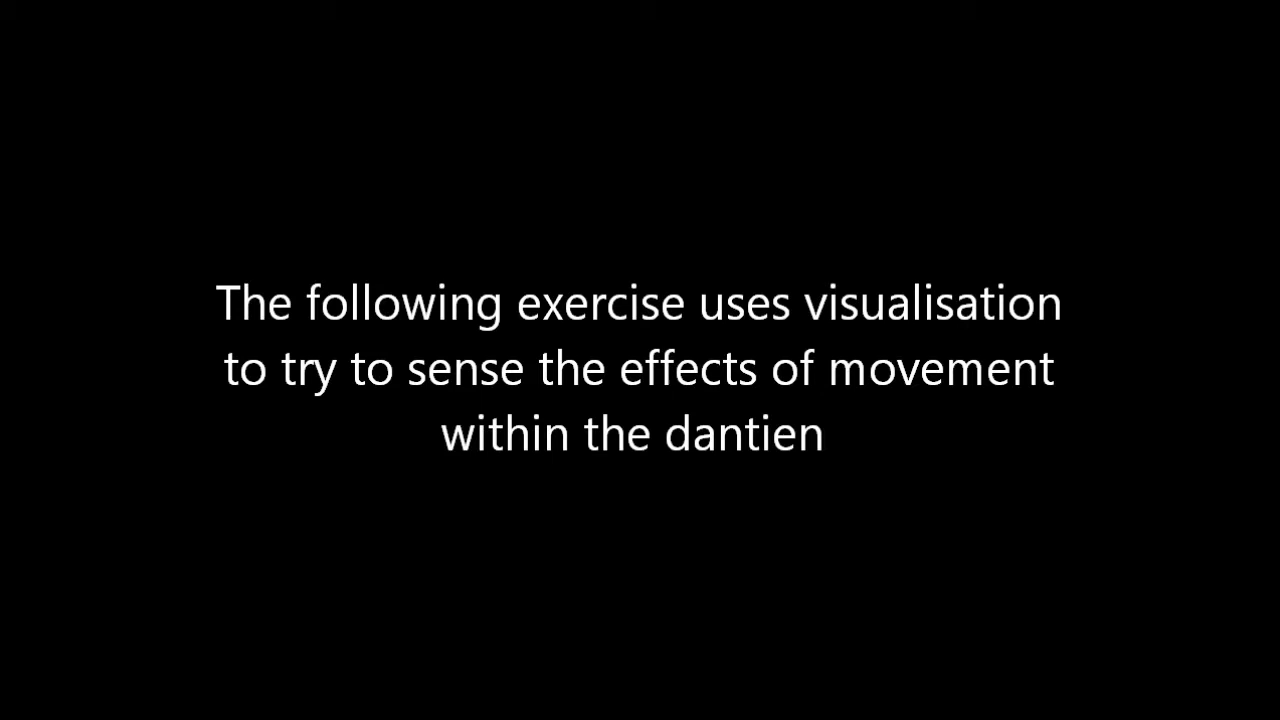 The following exercise uses visualisation
to try to sense the effects of movement
within the dantien